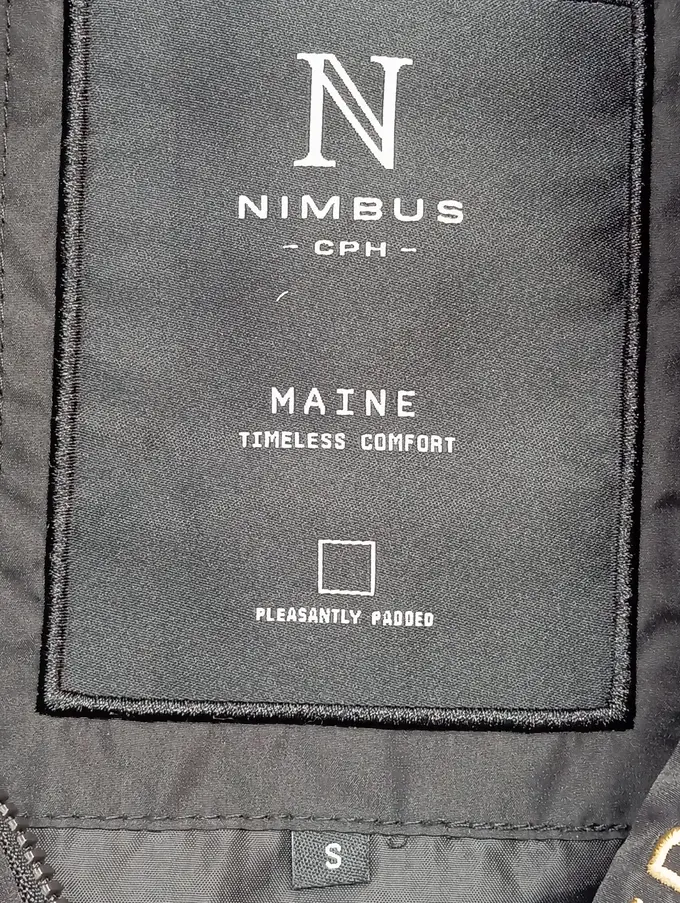 N
NIMBUS
- CPH -
MAINE
TIMELESS COMFORT
PLEASANTLY PADDED
S